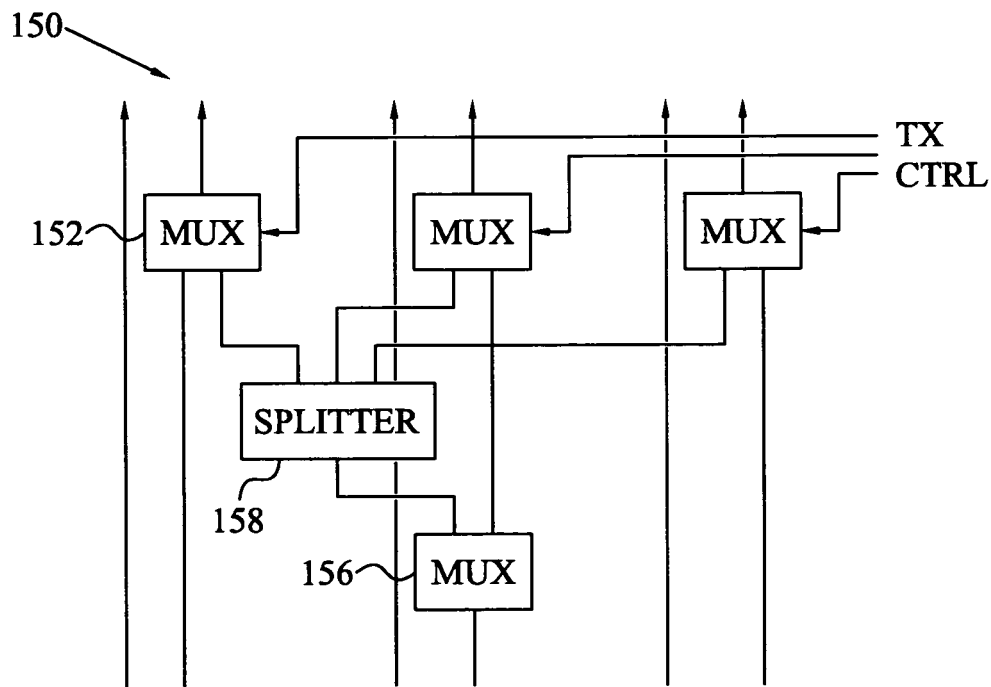 150
TX
CTRL
152
MUX
MUX
MUX
SPLITTER
158
156
MUX